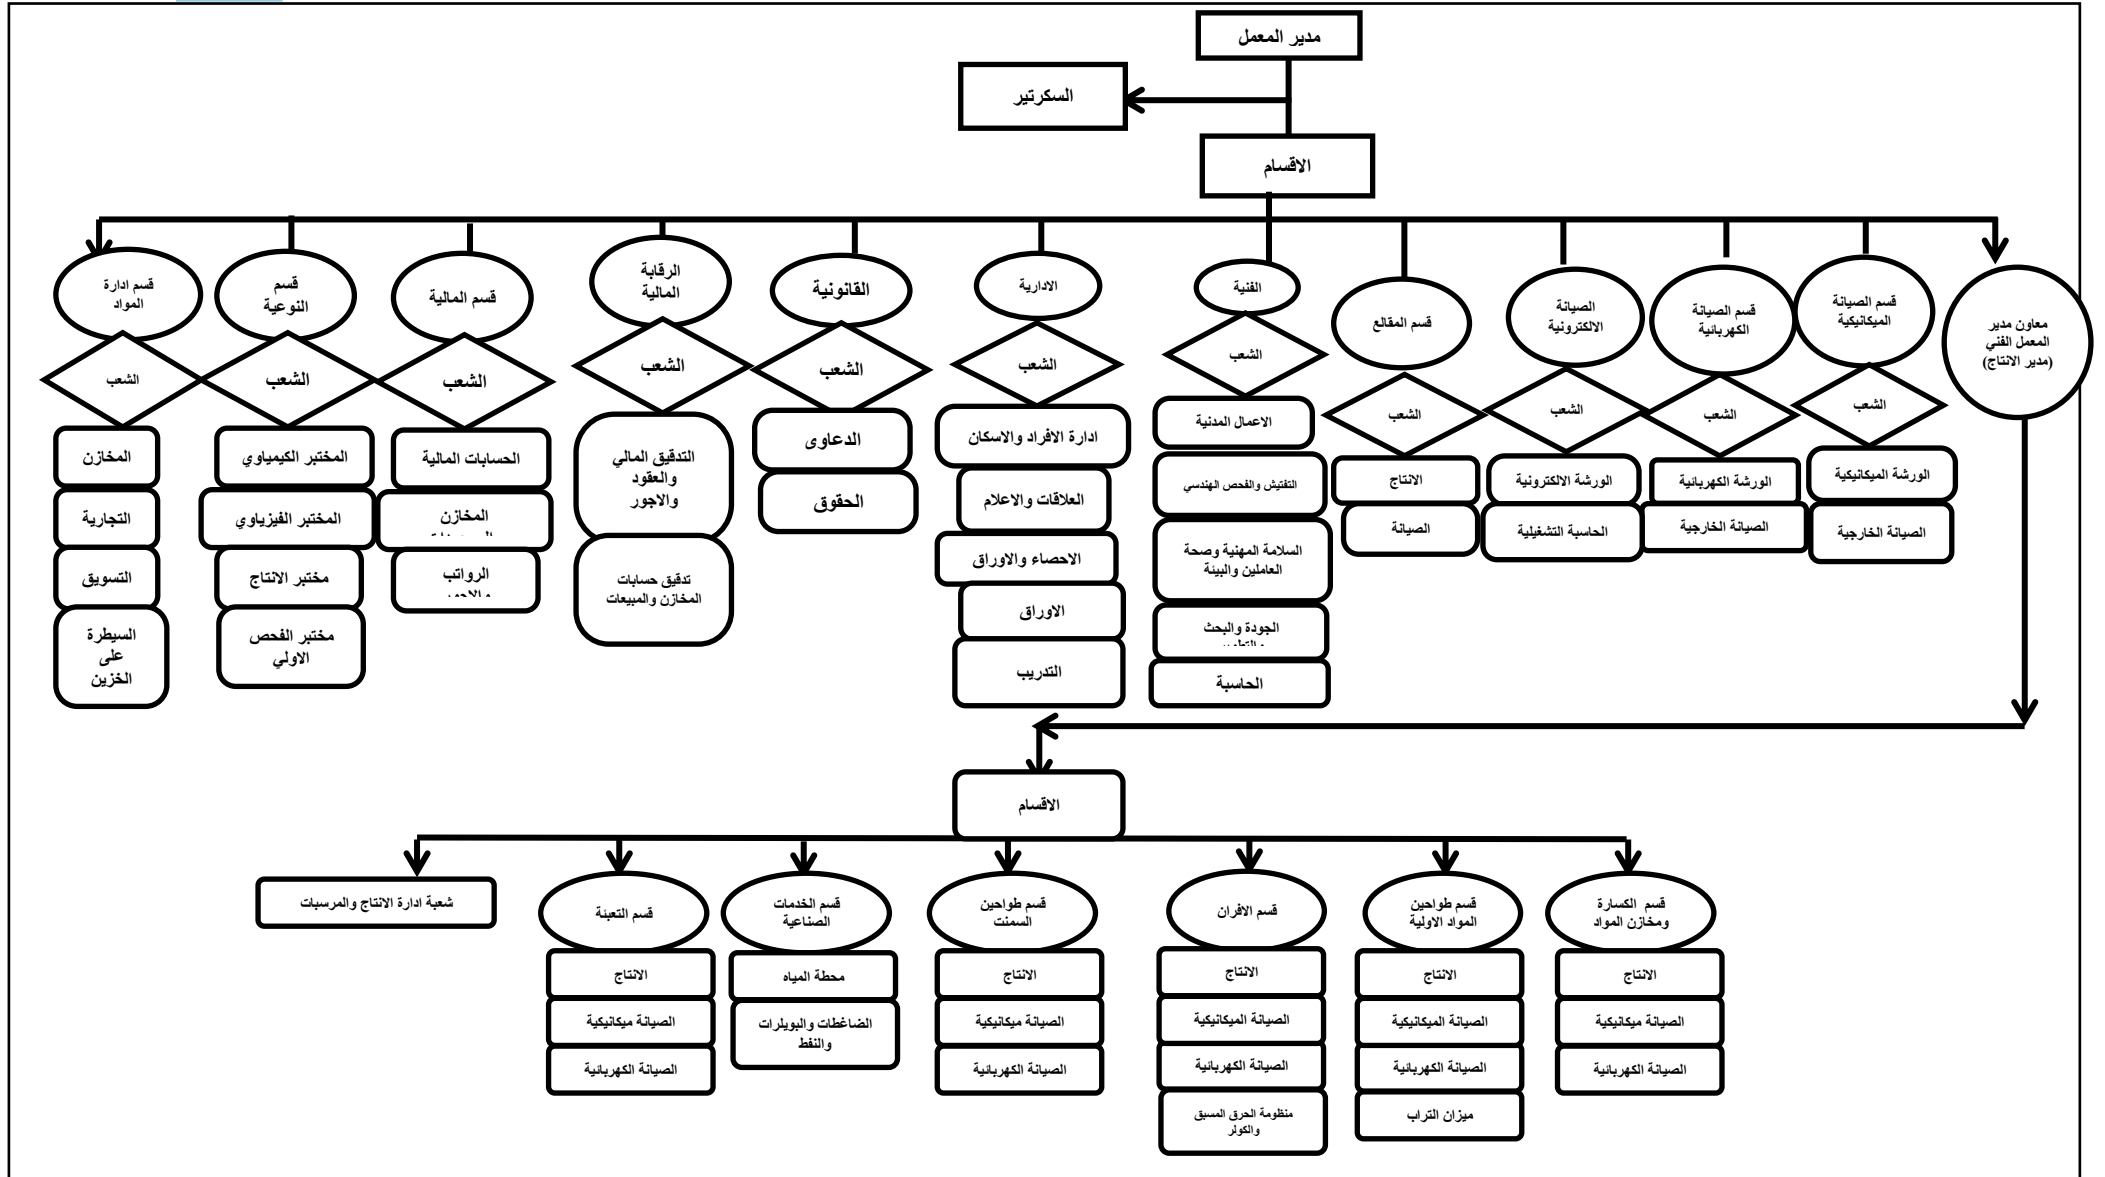 مدير المعمل
السكرتير
الاقسام
معاون مدير
المعمل الفني
(مدير الانتاج)
قسم الصيانة
الميكانيكية
الشعب
الورشة الميكانيكية
الصيانة الخارجية
قسم الصيانة
الكهربائية
الشعب
الورشة الكهربائية
الصيانة الخارجية
الصيانة
الالكترونية
الشعب
الورشة الالكترونية
الحاسبة التشغيلية
قسم المقالع
الشعب
الانتاج
الصيانة
الفنية
الشعب
الاعمال المدنية
التفتيش والفحص الهندسي
السلامة المهنية وصحة
العاملين والبيئة
الجودة والبحث
الحاسبة
الادارية
الشعب
ادارة الافراد والاسكان
العلاقات والاعلام
الاحصاء والاوراق
الاوراق
التدريب
القانونية
الشعب
الدعاوى
الحقوق
الرقابة
المالية
الشعب
التدقيق المالي
والعقود
والاجور
تدقيق حسابات
المخازن والمبيعات
قسم المالية
الشعب
الحسابات المالية
المخازن
الرواتب
قسم
النوعية
الشعب
المختبر الكيمياوي
المختبر الفيزياوي
مختبر الانتاج
مختبر الفحص
الاولي
قسم ادارة
المواد
الشعب
المخازن
التجارية
التسويق
السيطرة
على
الخزين
الاقسام
قسم الكسارة
ومخازن المواد
الانتاج
الصيانة ميكانيكية
الصيانة الكهربائية
قسم طواحين
المواد الاولية
الانتاج
الصيانة الميكانيكية
الصيانة الكهربائية
ميزان التراب
قسم الافران
الانتاج
الصيانة الميكانيكية
الصيانة الكهربائية
منظومة الحرق المسبق
والكولر
قسم طواحين
السمنت
الانتاج
الصيانة ميكانيكية
الصيانة الكهربائية
قسم الخدمات
الصناعية
محطة المياه
الضاغطات والبويلرات
والنفط
قسم التعبئة
الانتاج
الصيانة ميكانيكية
الصيانة الكهربائية
شعبة ادارة الانتاج والمرسبات